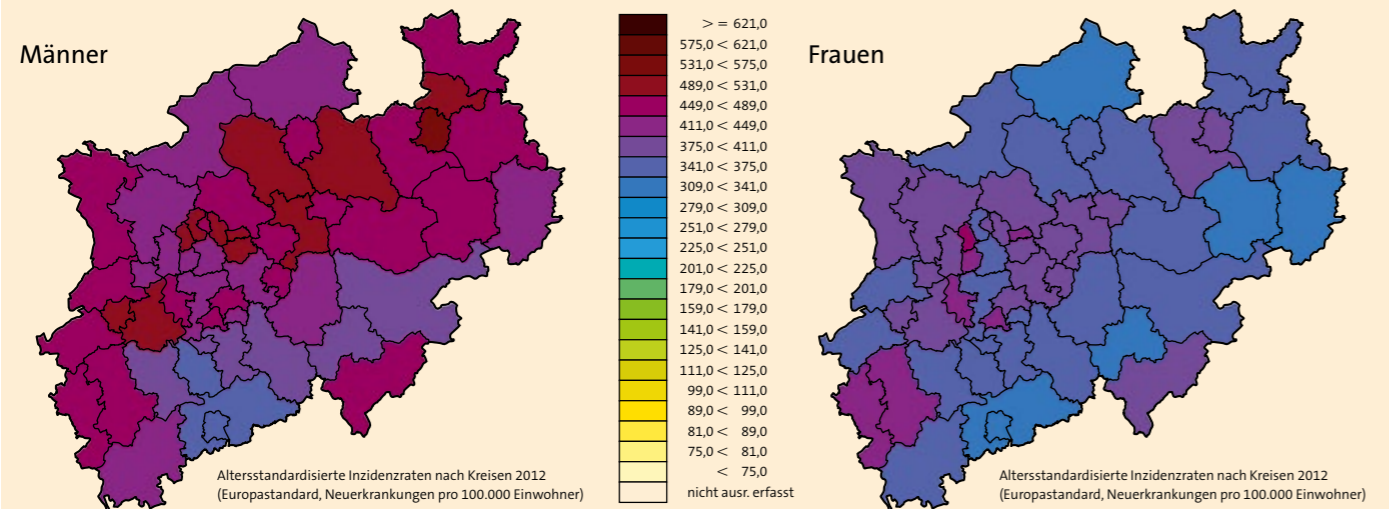 Männer
Frauen
> = 621,0
575,0 < 621,0
531,0 < 575,0
489,0 < 531,0
449,0 < 489,0
411,0 < 449,0
375,0 < 411,0
341,0 < 375,0
309,0 < 341,0
279,0 < 309,0
251,0 < 279,0
225,0 < 251,0
201,0 < 225,0
179,0 < 201,0
159,0 < 179,0
141,0 < 159,0
125,0 < 141,0
111,0 < 125,0
99,0 < 111,0
89,0 < 99,0
81,0 < 89,0
75,0 < 81,0
< 75,0
nicht ausr. erfasst
Altersstandardisierte Inzidenzraten nach Kreisen 2012
(Europastandard, Neuerkrankungen pro 100.000 Einwohner)
Altersstandardisierte Inzidenzraten nach Kreisen 2012
(Europastandard, Neuerkrankungen pro 100.000 Einwohner)